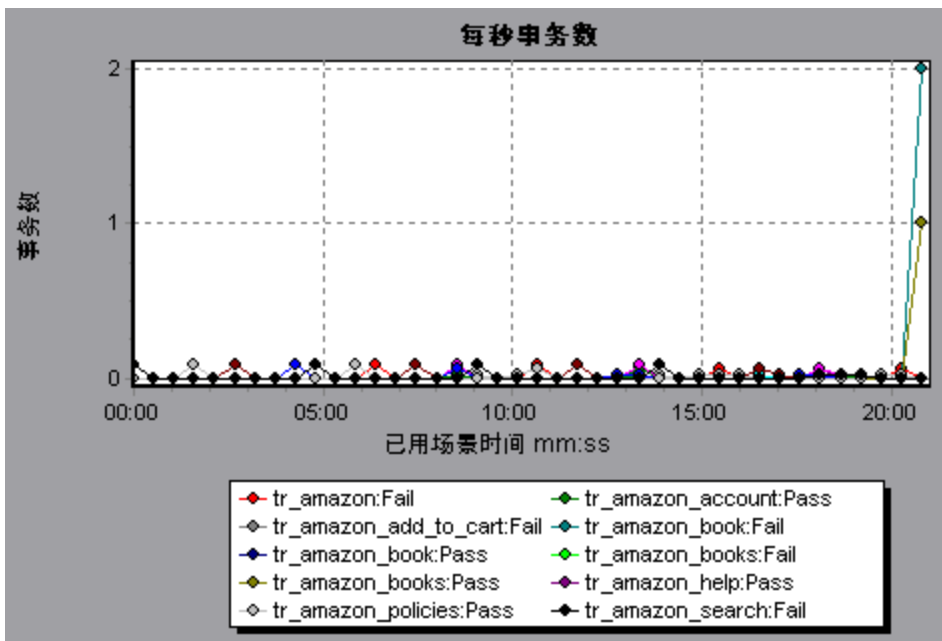 每秒事务数
2
事务数
1
0
00:00 05:00 10:00 15:00 20:00
已用场景时间 mm:ss
tr_amazon:Fail tr_amazon_account:Pass
tr_amazon_add_to_cart:Fail tr_amazon_book:Fail
tr_amazon_book:Pass tr_amazon_books:Fail
tr_amazon_books:Pass tr_amazon_help:Pass
tr_amazon_policies:Pass tr_amazon_search:Fail